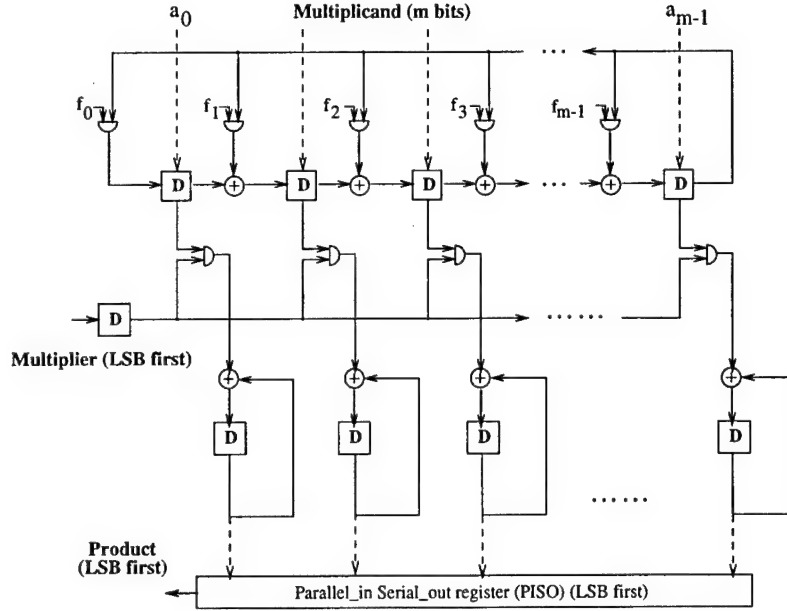 a0 Multiplicand (m bits) am-1
...
f0 f1 f2 f3 fm-1
D + D + D + ... + D
......
D
Multiplier (LSB first)
+ + + +
D D D D
......
Product
(LSB first)
Parallel_in Serial_out register (PISO) (LSB first)